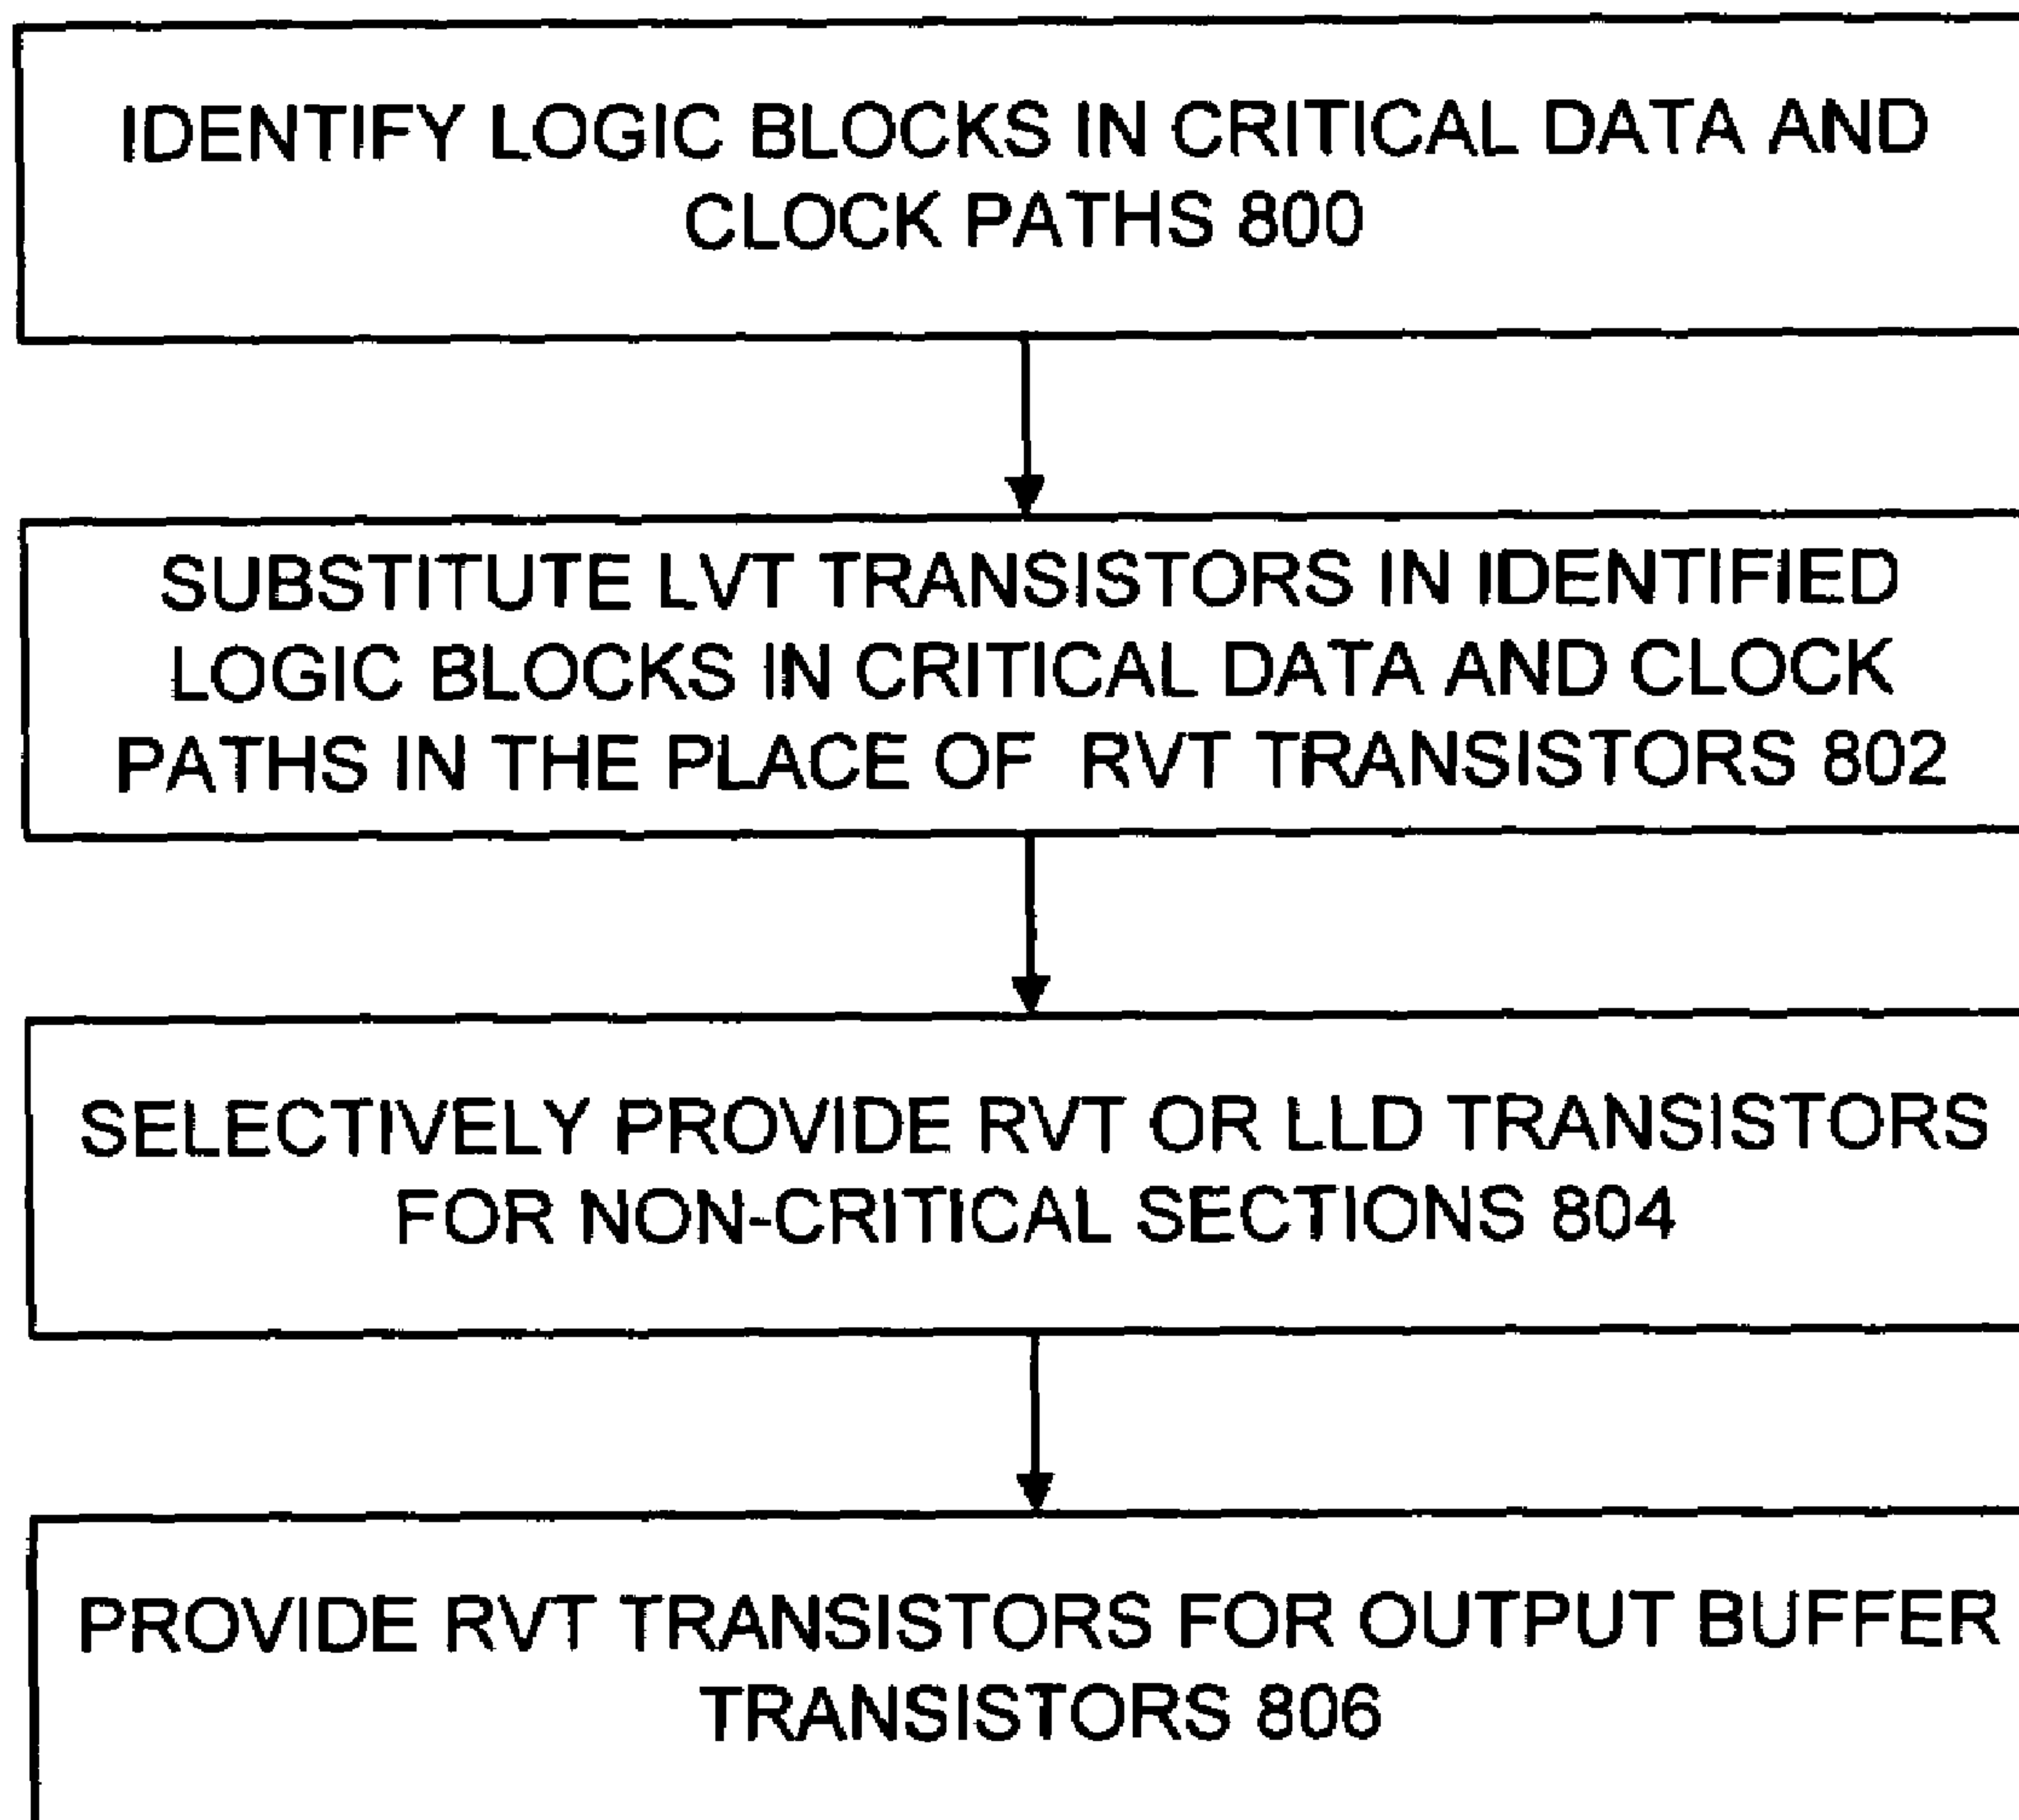 IDENTIFY LOGIC BLOCKS IN CRITICAL DATA AND
CLOCK PATHS 800
SUBSTITUTE LVT TRANSISTORS IN IDENTIFIED
LOGIC BLOCKS IN CRITICAL DATA AND CLOCK
PATHS IN THE PLACE OF RVT TRANSISTORS 802
SELECTIVELY PROVIDE RVT OR LLD TRANSISTORS
FOR NON-CRITICAL SECTIONS 804
PROVIDE RVT TRANSISTORS FOR OUTPUT BUFFER
TRANSISTORS 806